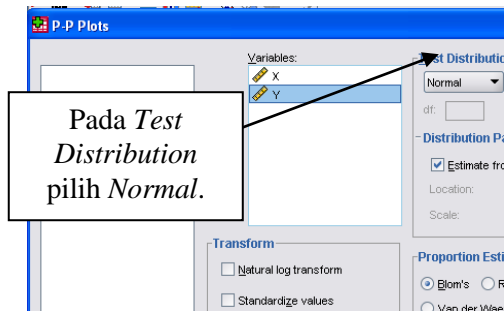 P-P Plots
Variables:
X
Y
Test Distributio
Normal
df:
Distribution Pa
Estimate fro
Location:
Scale:
Pada Test
Distribution
pilih Normal.
Transform
Natural log transform
Standardize values
Proportion Esti
Blom's R
Van der Wae